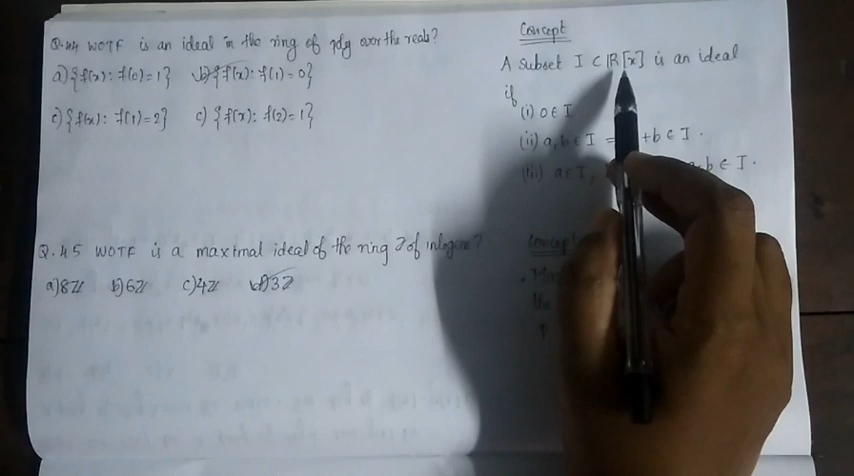 Q.44 WOTF is an ideal in the ring of poly over the reals?
a) {f(x): f(0)=1} b) {f(x): f(1)=0}
c) {f(x): f(1)=2} c) {f(x): f(2)=1}
Concept
A subset I ⊂ ℝ[x] is an ideal
if
(i) 0 ∈ I
(ii) a, b ∈ I = +b ∈ I.
(iii) a ∈ I, b ∈ I.
Q.45 WOTF is a maximal ideal of the ring Z of integers?
a) 8Z b) 6Z c) 4Z d) 3Z
Concept
the